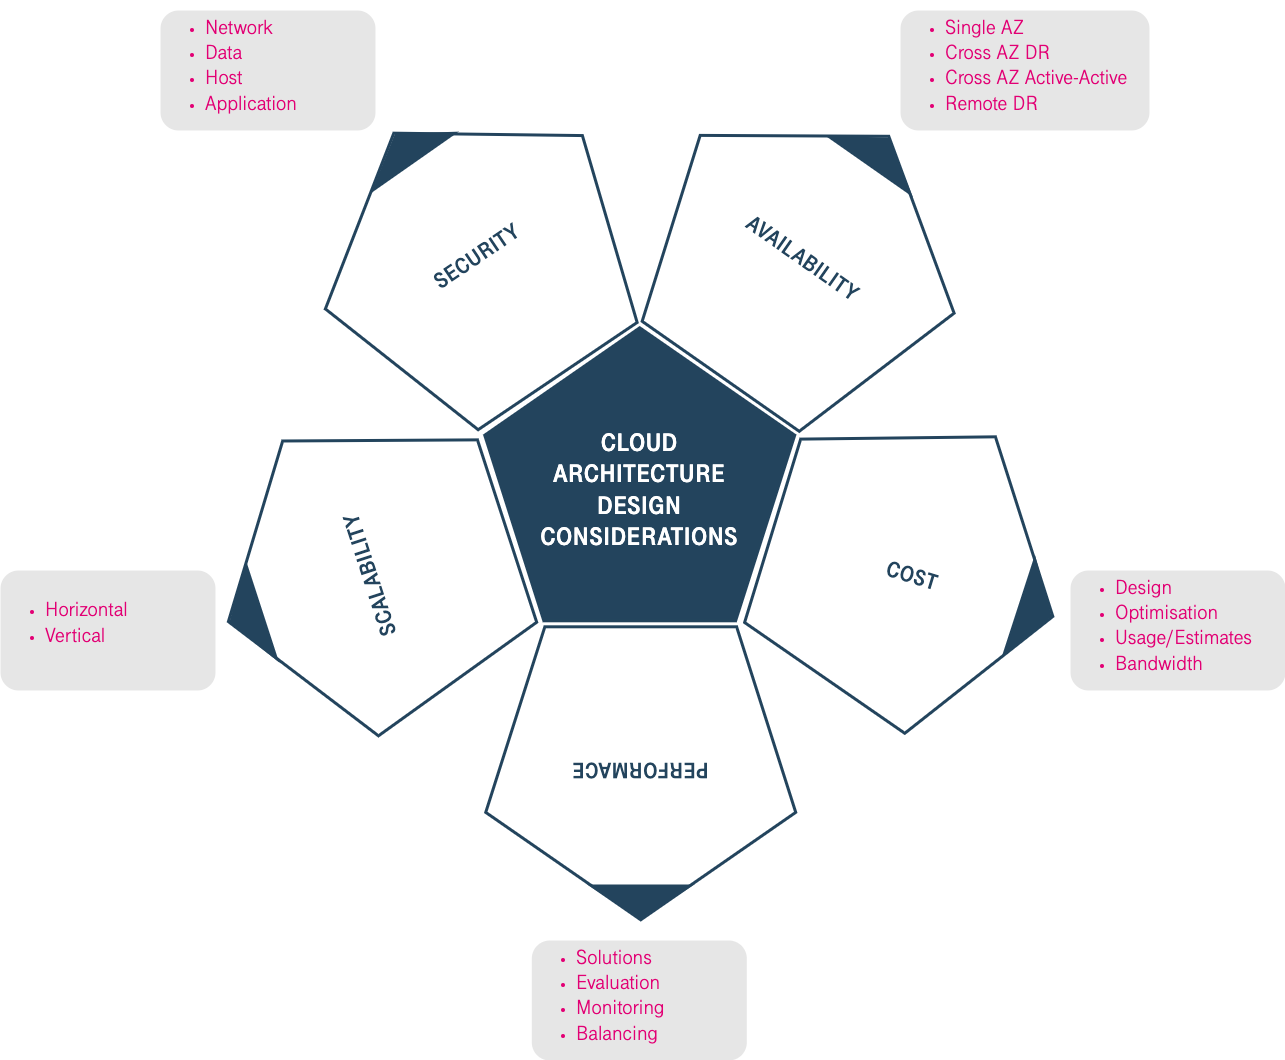 • Network
• Data
• Host
• Application
• Single AZ
• Cross AZ DR
• Cross AZ Active-Active
• Remote DR
SECURITY
AVAILABILITY
CLOUD
ARCHITECTURE
DESIGN
CONSIDERATIONS
SCALABILITY
• Horizontal
• Vertical
COST
• Design
• Optimisation
• Usage/Estimates
• Bandwidth
PERFORMACE
• Solutions
• Evaluation
• Monitoring
• Balancing